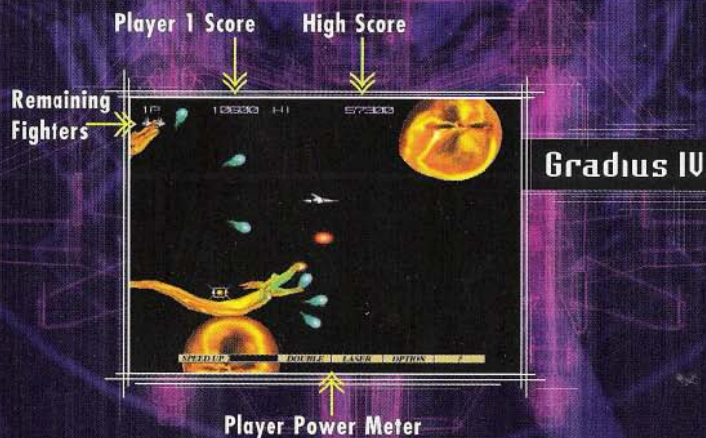 Player 1 Score
High Score
Remaining
Fighters
1P 10600 HI 57300
Gradius IV
SPEED UP DOUBLE LASER OPTION ?
Player Power Meter